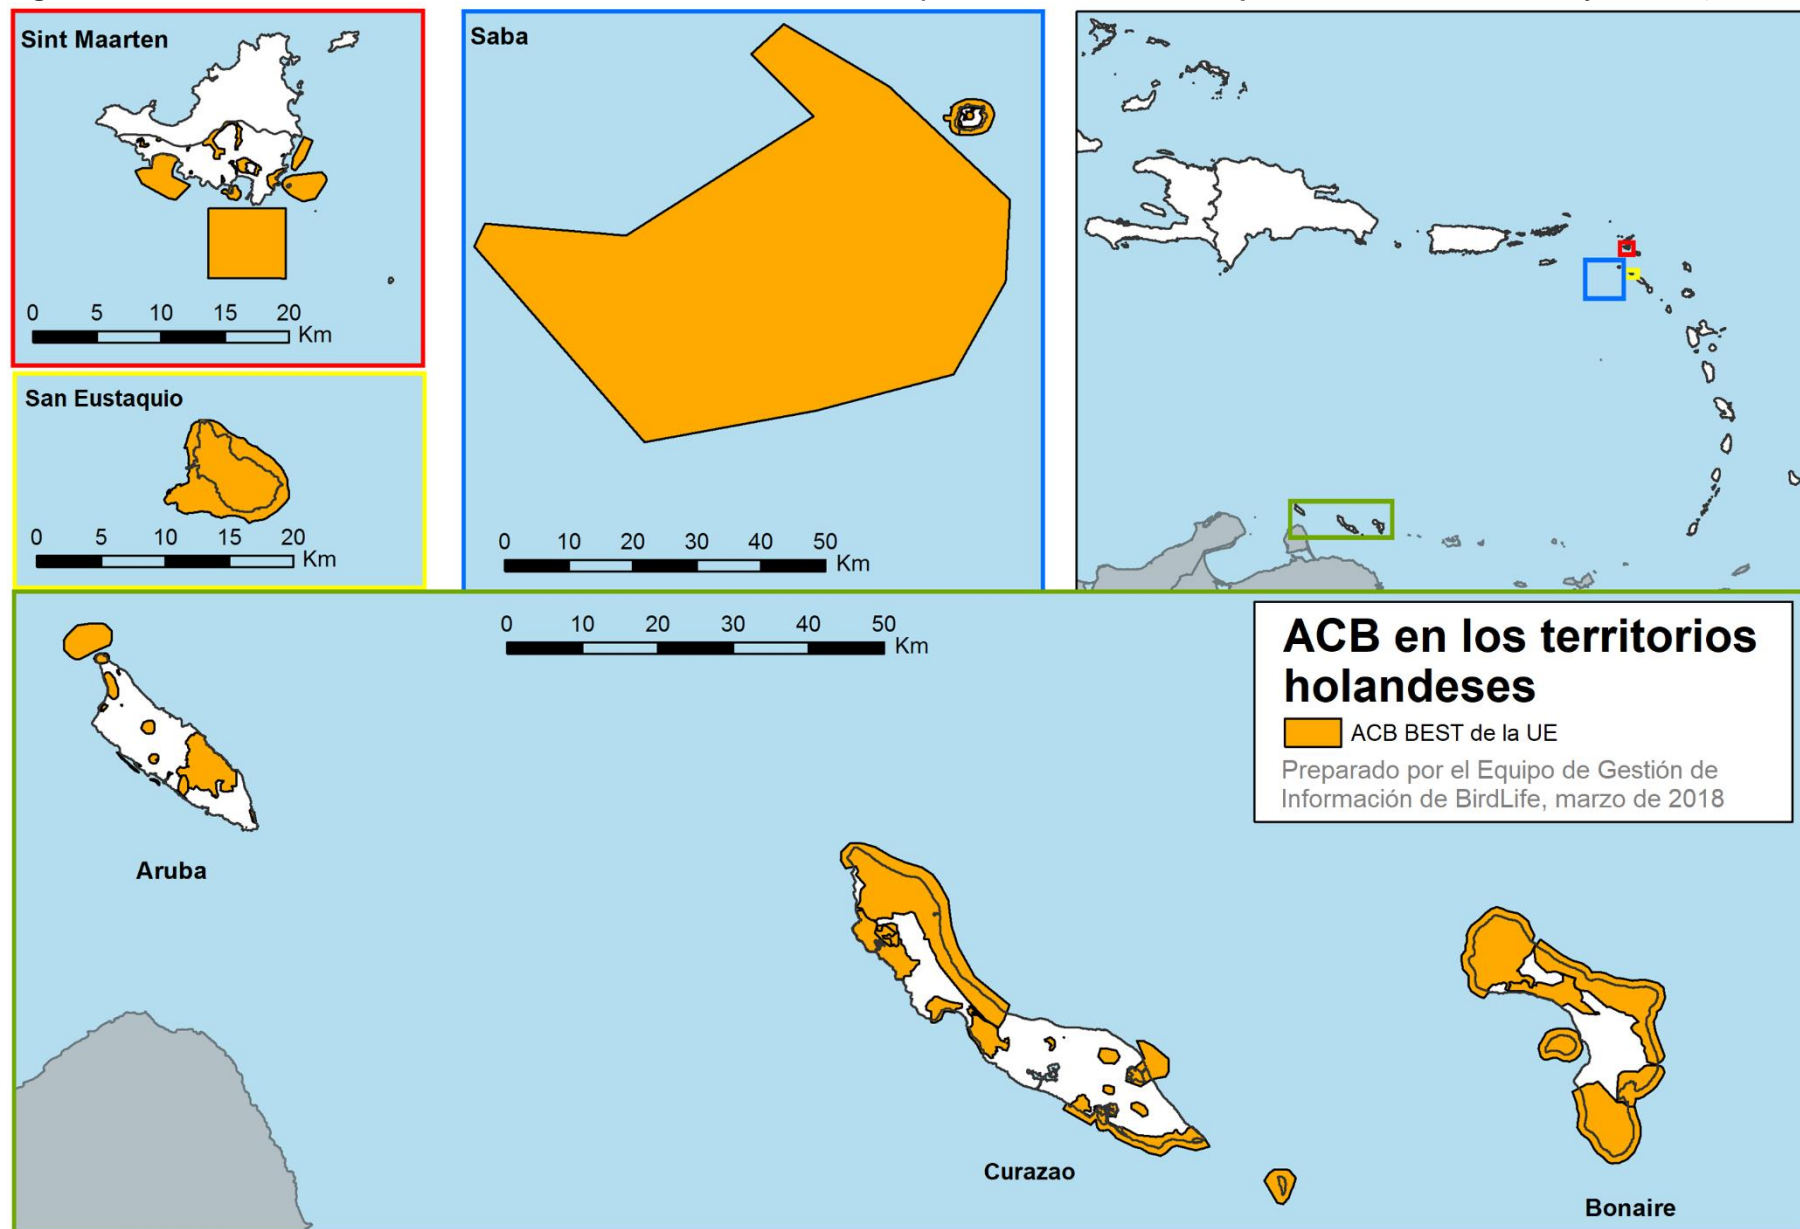 Sint Maarten
0 5 10 15 20
Km
San Eustaquio
0 5 10 15 20
Km
Saba
0 10 20 30 40 50
Km
0 10 20 30 40 50
Km
ACB en los territorios
holandeses
ACB BEST de la UE
Preparado por el Equipo de Gestión de
Información de BirdLife, marzo de 2018
Aruba
Curazao
Bonaire